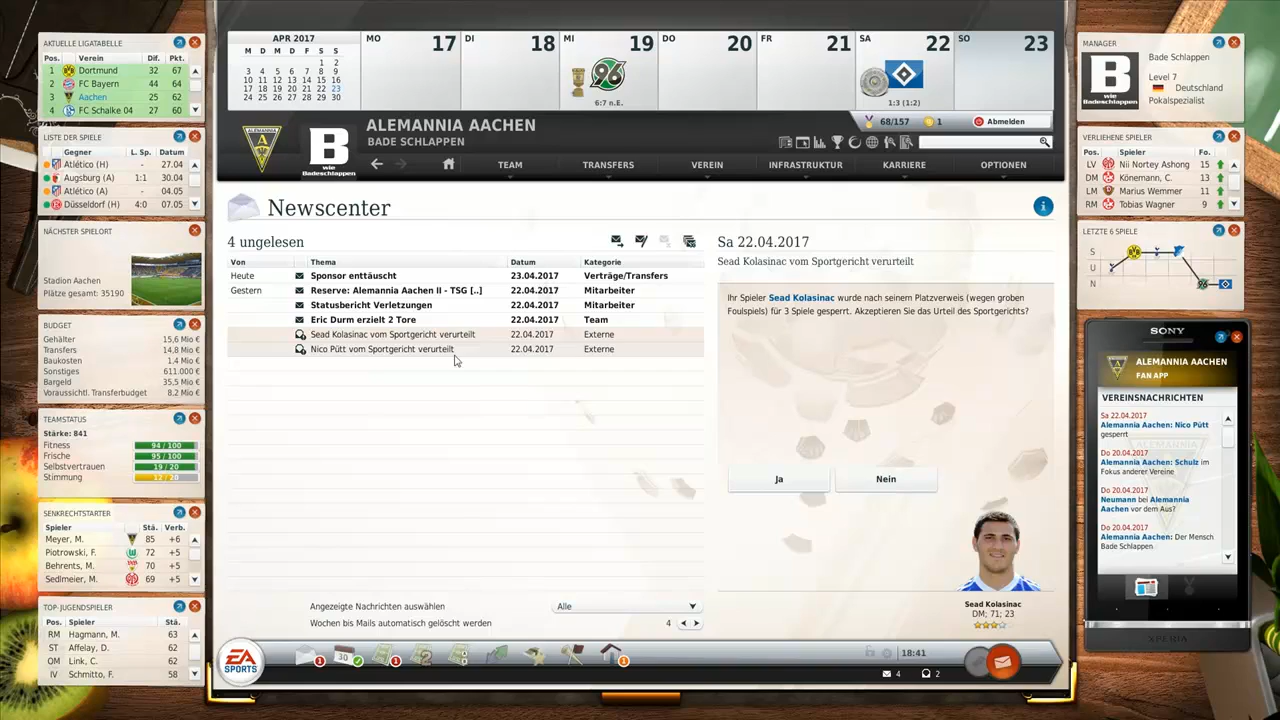 AKTUELLE LIGATABELLE
Pos. Verein Dif. Pkt.
1 Dortmund 32 67
2 FC Bayern 44 64
3 Aachen 25 62
4 FC Schalke 04 27 60
LISTE DER SPIELE
Gegner L. Sp. Datum
Atlético (H) - 27.04
Augsburg (A) 1:1 30.04
Atlético (A) - 04.05
Düsseldorf (H) 4:0 07.05
NÄCHSTER SPIELORT
Stadion Aachen
Plätze gesamt: 35190
BUDGET
Gehälter 15,6 Mio €
Transfers 14,8 Mio €
Baukosten 1,4 Mio €
Sonstiges 611.000 €
Bargeld 35,5 Mio €
Voraussichtl. Transferbudget 8,2 Mio €
TEAMSTATUS
Stärke: 841
Fitness 94 / 100
Frische 95 / 100
Selbstvertrauen 19 / 20
Stimmung 12 / 20
SENKRECHTSTARTER
Spieler Stä. Verb.
Meyer, M. 85 +6
Piotrowski, F. 72 +5
Behrents, M. 70 +5
Sedlmeier, M. 69 +5
TOP-JUGENDSPIELER
Pos. Spieler Stä.
RM Hagmann, M. 63
ST Affelay, D. 62
OM Link, C. 62
IV Schmitto, F. 58
APR 2017
M D M D F S S
1 2
3 4 5 6 7 8 9
10 11 12 13 14 15 16
17 18 19 20 21 22 23
24 25 26 27 28 29 30
MO 17
DI 18
MI 19
96
6:7 n.E.
DO 20
FR 21
SA 22
1:3 (1:2)
SO 23
68/157 1 Abmelden
ALEMANNIA
A
B
wie
Badeschlappen
ALEMANNIA AACHEN
BADE SCHLAPPEN
TEAM TRANSFERS VEREIN INFRASTRUKTUR KARRIERE OPTIONEN
Newscenter
4 ungelesen
Von Thema Datum Kategorie
Heute Sponsor enttäuscht 23.04.2017 Verträge/Transfers
Gestern Reserve: Alemannia Aachen II - TSG [..] 22.04.2017 Mitarbeiter
Statusbericht Verletzungen 22.04.2017 Mitarbeiter
Eric Durm erzielt 2 Tore 22.04.2017 Team
Sead Kolasinac vom Sportgericht verurteilt 22.04.2017 Externe
Nico Pütt vom Sportgericht verurteilt 22.04.2017 Externe
Angezeigte Nachrichten auswählen Alle
Wochen bis Mails automatisch gelöscht werden 4
Sa 22.04.2017
Sead Kolasinac vom Sportgericht verurteilt
Ihr Spieler Sead Kolasinac wurde nach seinem Platzverweis (wegen groben
Foulspiels) für 3 Spiele gesperrt. Akzeptieren Sie das Urteil des Sportgerichts?
Ja Nein
Sead Kolasinac
DM; 71; 23
EA
SPORTS
1 30 1 2 1
18:41
4 2
MANAGER
B
wie
Badeschlappen
Bade Schlappen
Level 7
Deutschland
Pokalspezialist
VERLIEHENE SPIELER
Pos. Spieler Fo.
LV Nii Nortey Ashong 15
DM Könemann, C. 13
LM Marius Wemmer 11
RM Tobias Wagner 9
LETZTE 6 SPIELE
S
U
N
SONY
ALEMANNIA AACHEN
FAN APP
VEREINSNACHRICHTEN
Sa 22.04.2017
Alemannia Aachen: Nico Pütt
gesperrt
Do 20.04.2017
Alemannia Aachen: Schulz im
Fokus anderer Vereine
Do 20.04.2017
Neumann bei Alemannia
Aachen vor dem Aus?
Do 20.04.2017
Alemannia Aachen: Der Mensch
Bade Schlappen
XPERIA